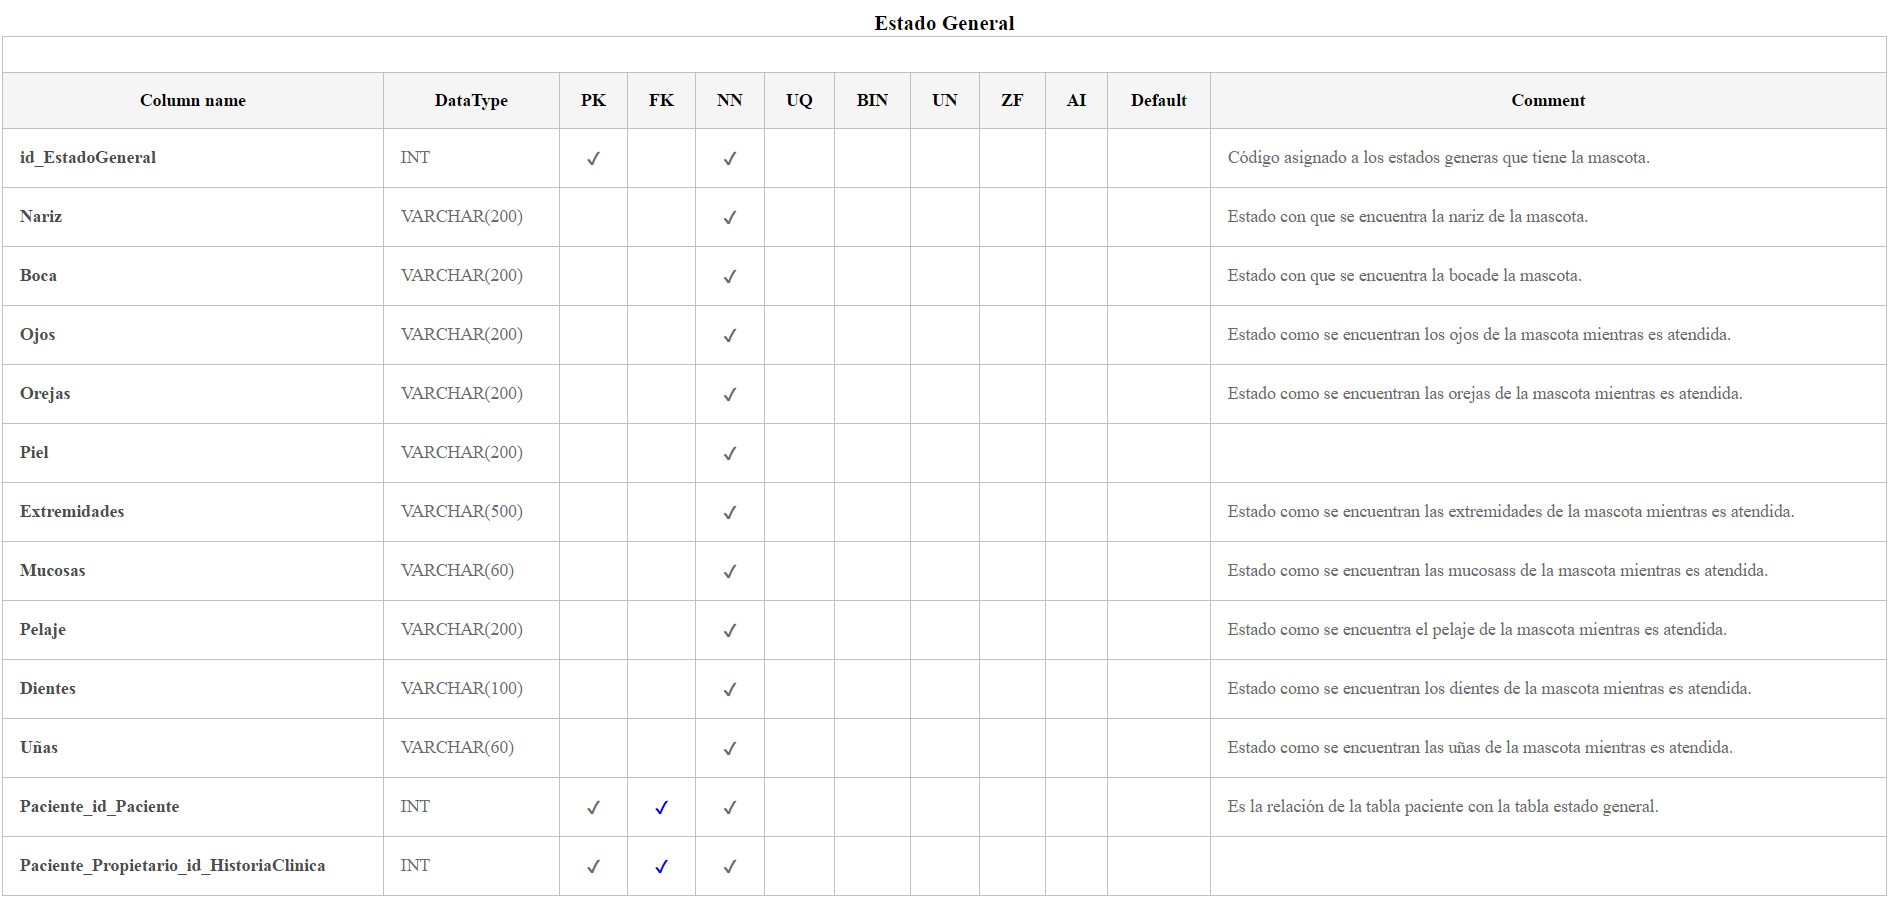 Estado General
Column name DataType PK FK NN UQ BIN UN ZF AI Default Comment
id_EstadoGeneral INT ✓ ✓ Código asignado a los estados generas que tiene la mascota.
Nariz VARCHAR(200) ✓ Estado con que se encuentra la nariz de la mascota.
Boca VARCHAR(200) ✓ Estado con que se encuentra la bocade la mascota.
Ojos VARCHAR(200) ✓ Estado como se encuentran los ojos de la mascota mientras es atendida.
Orejas VARCHAR(200) ✓ Estado como se encuentran las orejas de la mascota mientras es atendida.
Piel VARCHAR(200) ✓
Extremidades VARCHAR(500) ✓ Estado como se encuentran las extremidades de la mascota mientras es atendida.
Mucosas VARCHAR(60) ✓ Estado como se encuentran las mucosass de la mascota mientras es atendida.
Pelaje VARCHAR(200) ✓ Estado como se encuentra el pelaje de la mascota mientras es atendida.
Dientes VARCHAR(100) ✓ Estado como se encuentran los dientes de la mascota mientras es atendida.
Uñas VARCHAR(60) ✓ Estado como se encuentran las uñas de la mascota mientras es atendida.
Paciente_id_Paciente INT ✓ ✓ ✓ Es la relación de la tabla paciente con la tabla estado general.
Paciente_Propietario_id_HistoriaClinica INT ✓ ✓ ✓